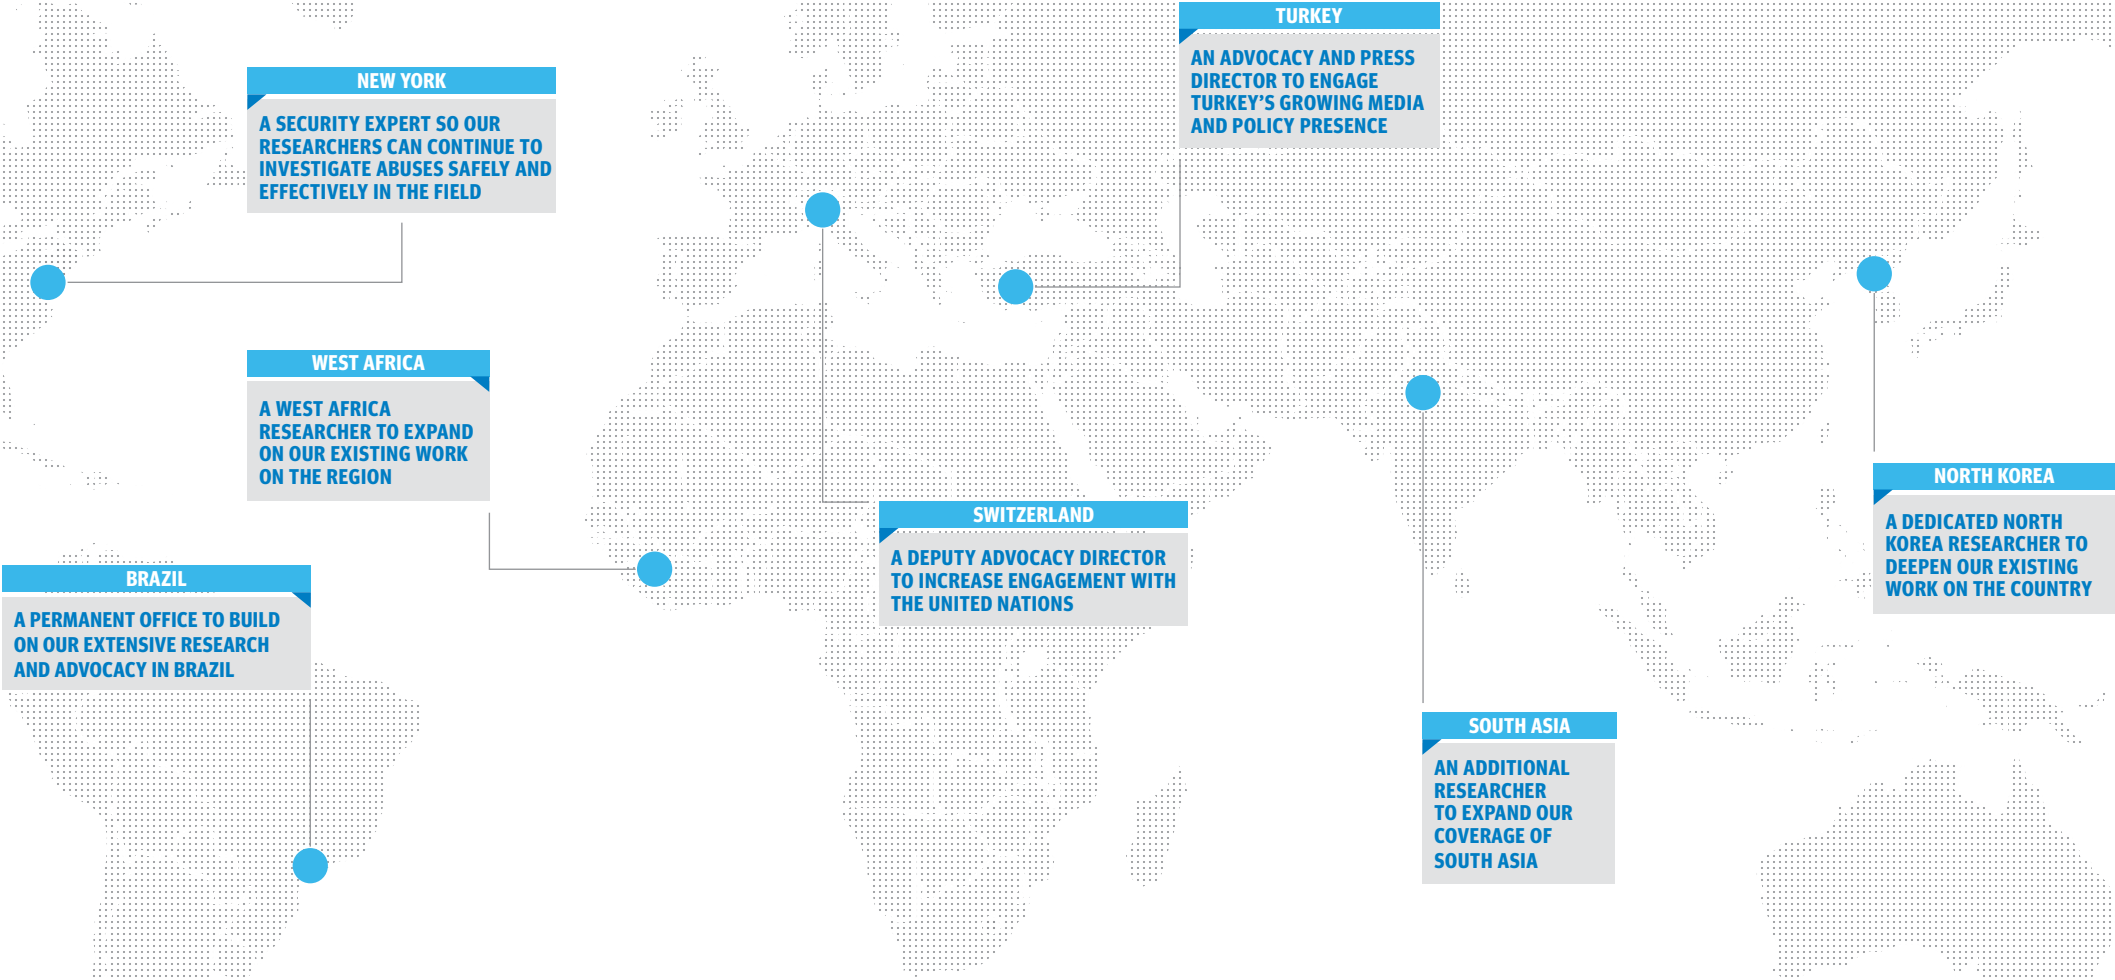 TURKEY
AN ADVOCACY AND PRESS
DIRECTOR TO ENGAGE
TURKEY'S GROWING MEDIA
AND POLICY PRESENCE
NEW YORK
A SECURITY EXPERT SO OUR
RESEARCHERS CAN CONTINUE TO
INVESTIGATE ABUSES SAFELY AND
EFFECTIVELY IN THE FIELD
WEST AFRICA
A WEST AFRICA
RESEARCHER TO EXPAND
ON OUR EXISTING WORK
ON THE REGION
NORTH KOREA
A DEDICATED NORTH
KOREA RESEARCHER TO
DEEPEN OUR EXISTING
WORK ON THE COUNTRY
SWITZERLAND
A DEPUTY ADVOCACY DIRECTOR
TO INCREASE ENGAGEMENT WITH
THE UNITED NATIONS
BRAZIL
A PERMANENT OFFICE TO BUILD
ON OUR EXTENSIVE RESEARCH
AND ADVOCACY IN BRAZIL
SOUTH ASIA
AN ADDITIONAL
RESEARCHER
TO EXPAND OUR
COVERAGE OF
SOUTH ASIA